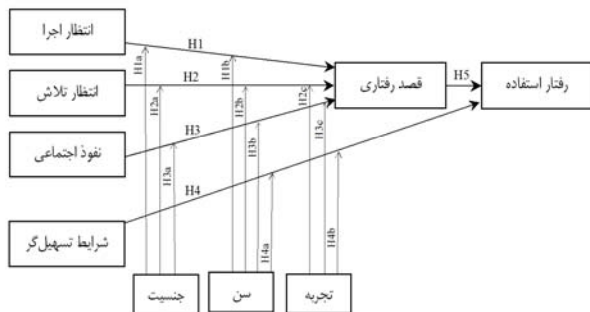 انتظار اجرا
انتظار تلاش
نفوذ اجتماعی
شرایط تسهیل‌گر
قصد رفتاری
رفتار استفاده
جنسیت
سن
تجربه
H1
H2
H3
H4
H5
H1a
H2a
H3a
H1b
H2b
H3b
H4a
H2c
H3c
H4b